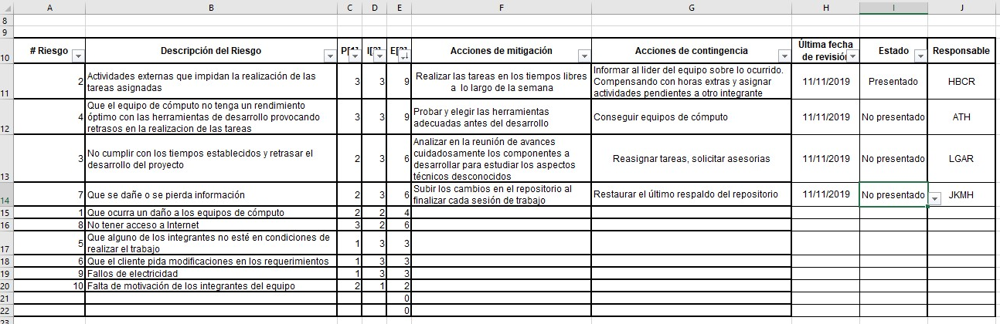 A B C D E F G H I J
8
9
10 # Riesgo Descripción del Riesgo P[1] I[2] E[3] Acciones de mitigación Acciones de contingencia Última fecha de revisión Estado Responsable
11 2 Actividades externas que impidan la realización de las
tareas asignadas
3 3 9
Realizar las tareas en los tiempos libres
a lo largo de la semana
Informar al lider del equipo sobre lo ocurrido.
Compensando con horas extras y asignar
actividades pendientes a otro integrante
11/11/2019 Presentado HBCR
12 4 Que el equipo de cómputo no tenga un rendimiento
óptimo con las herramientas de desarrollo provocando
retrasos en la realizacion de las tareas
3 3 9
Probar y elegir las herramientas
adecuadas antes del desarrollo
Conseguir equipos de cómputo
11/11/2019 No presentado ATH
13 3 No cumplir con los tiempos establecidos y retrasar el
desarrollo del proyecto
2 3 6
Analizar en la reunión de avances
cuidadosamente los componentes a
desarrollar para estudiar los aspectos
técnicos desconocidos
Reasignar tareas, solicitar asesorias
11/11/2019 No presentado LGAR
14 7 Que se dañe o se pierda información
2 3 6
Subir los cambios en el repositorio al
finalizar cada sesión de trabajo
Restaurar el último respaldo del repositorio
11/11/2019 No presentado JKMH
15 1 Que ocurra un daño a los equipos de cómputo 2 2 4
16 8 No tener acceso a Internet 3 2 6
17 5 Que alguno de los integrantes no esté en condiciones de
realizar el trabajo
1 3 3
18 6 Que el cliente pida modificaciones en los requerimientos 1 3 3
19 9 Fallos de electricidad 1 3 3
20 10 Falta de motivación de los integrantes del equipo 2 1 2
21 0
22 0
23